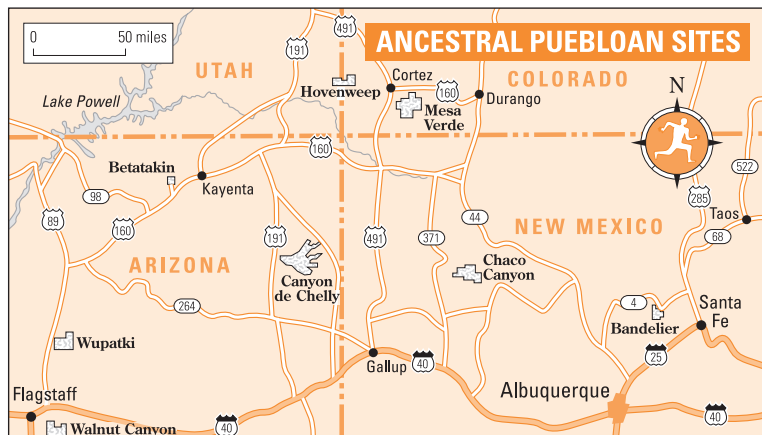 0 50 miles
ANCESTRAL PUEBLOAN SITES
491
191
UTAH
COLORADO
Cortez
160
Hovenweep
Mesa
Verde
Durango
Lake Powell
N
160
522
Betatakin
Kayenta
98
89
160
191
491
371
44
NEW MEXICO
285
Taos
68
ARIZONA
Canyon
de Chelly
Chaco
Canyon
264
4
Bandelier
Santa
Fe
Wupatki
Gallup
40
25
Flagstaff
Albuquerque
Walnut Canyon
40
40